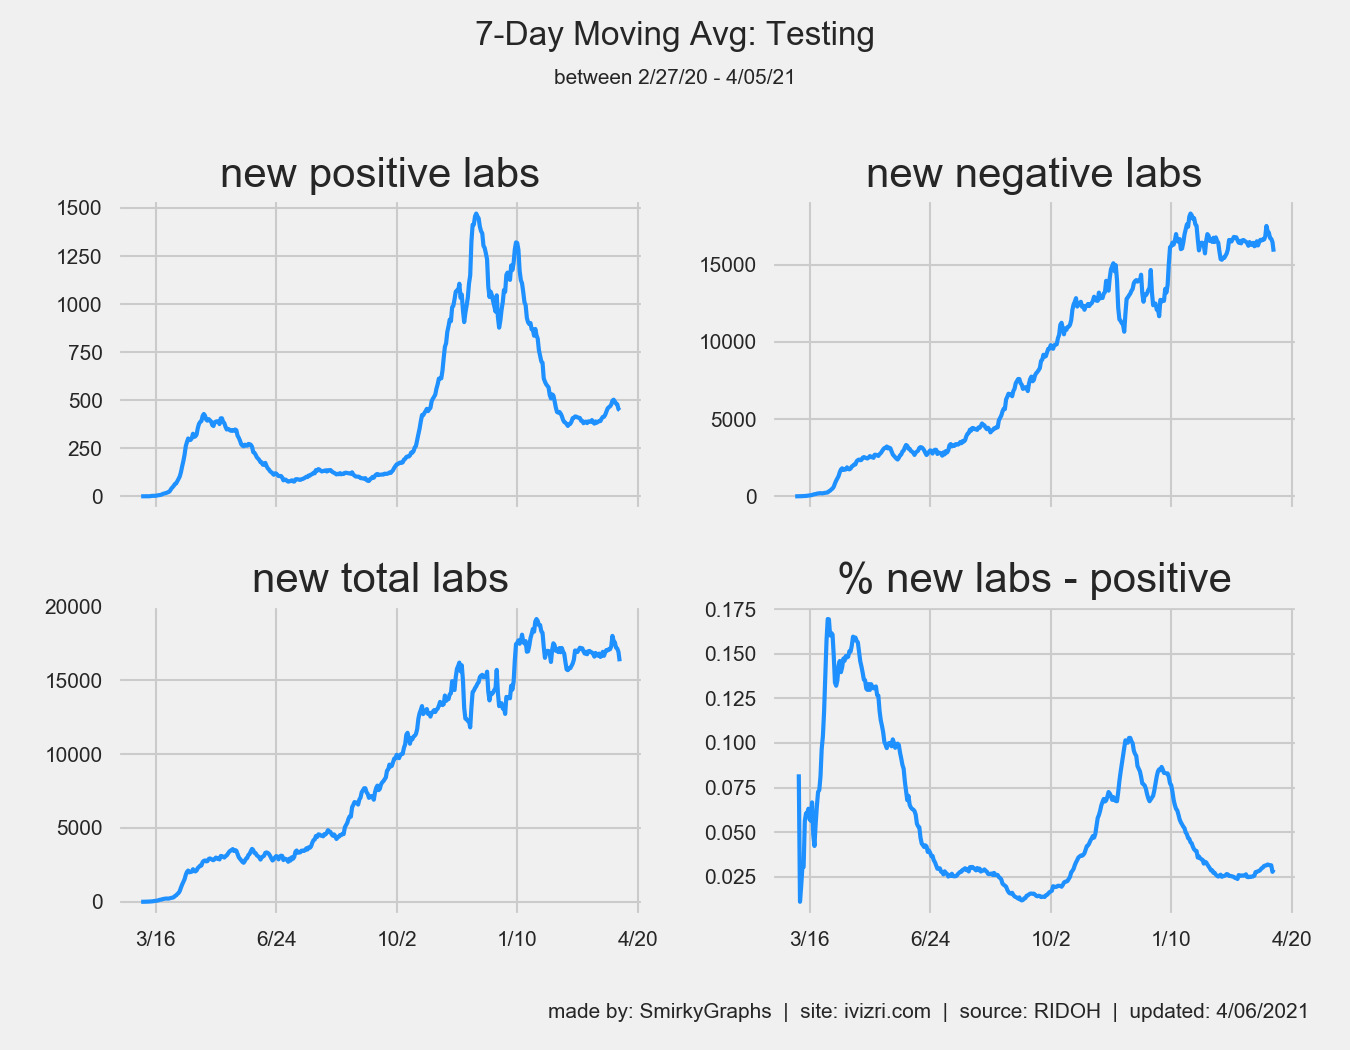 7-Day Moving Avg: Testing
between 2/27/20 - 4/05/21
new positive labs
1500
1250
1000
750
500
250
0
new negative labs
15000
10000
5000
0
new total labs
20000
15000
10000
5000
0
3/16 6/24 10/2 1/10 4/20
% new labs - positive
0.175
0.150
0.125
0.100
0.075
0.050
0.025
3/16 6/24 10/2 1/10 4/20
made by: SmirkyGraphs | site: ivizri.com | source: RIDOH | updated: 4/06/2021